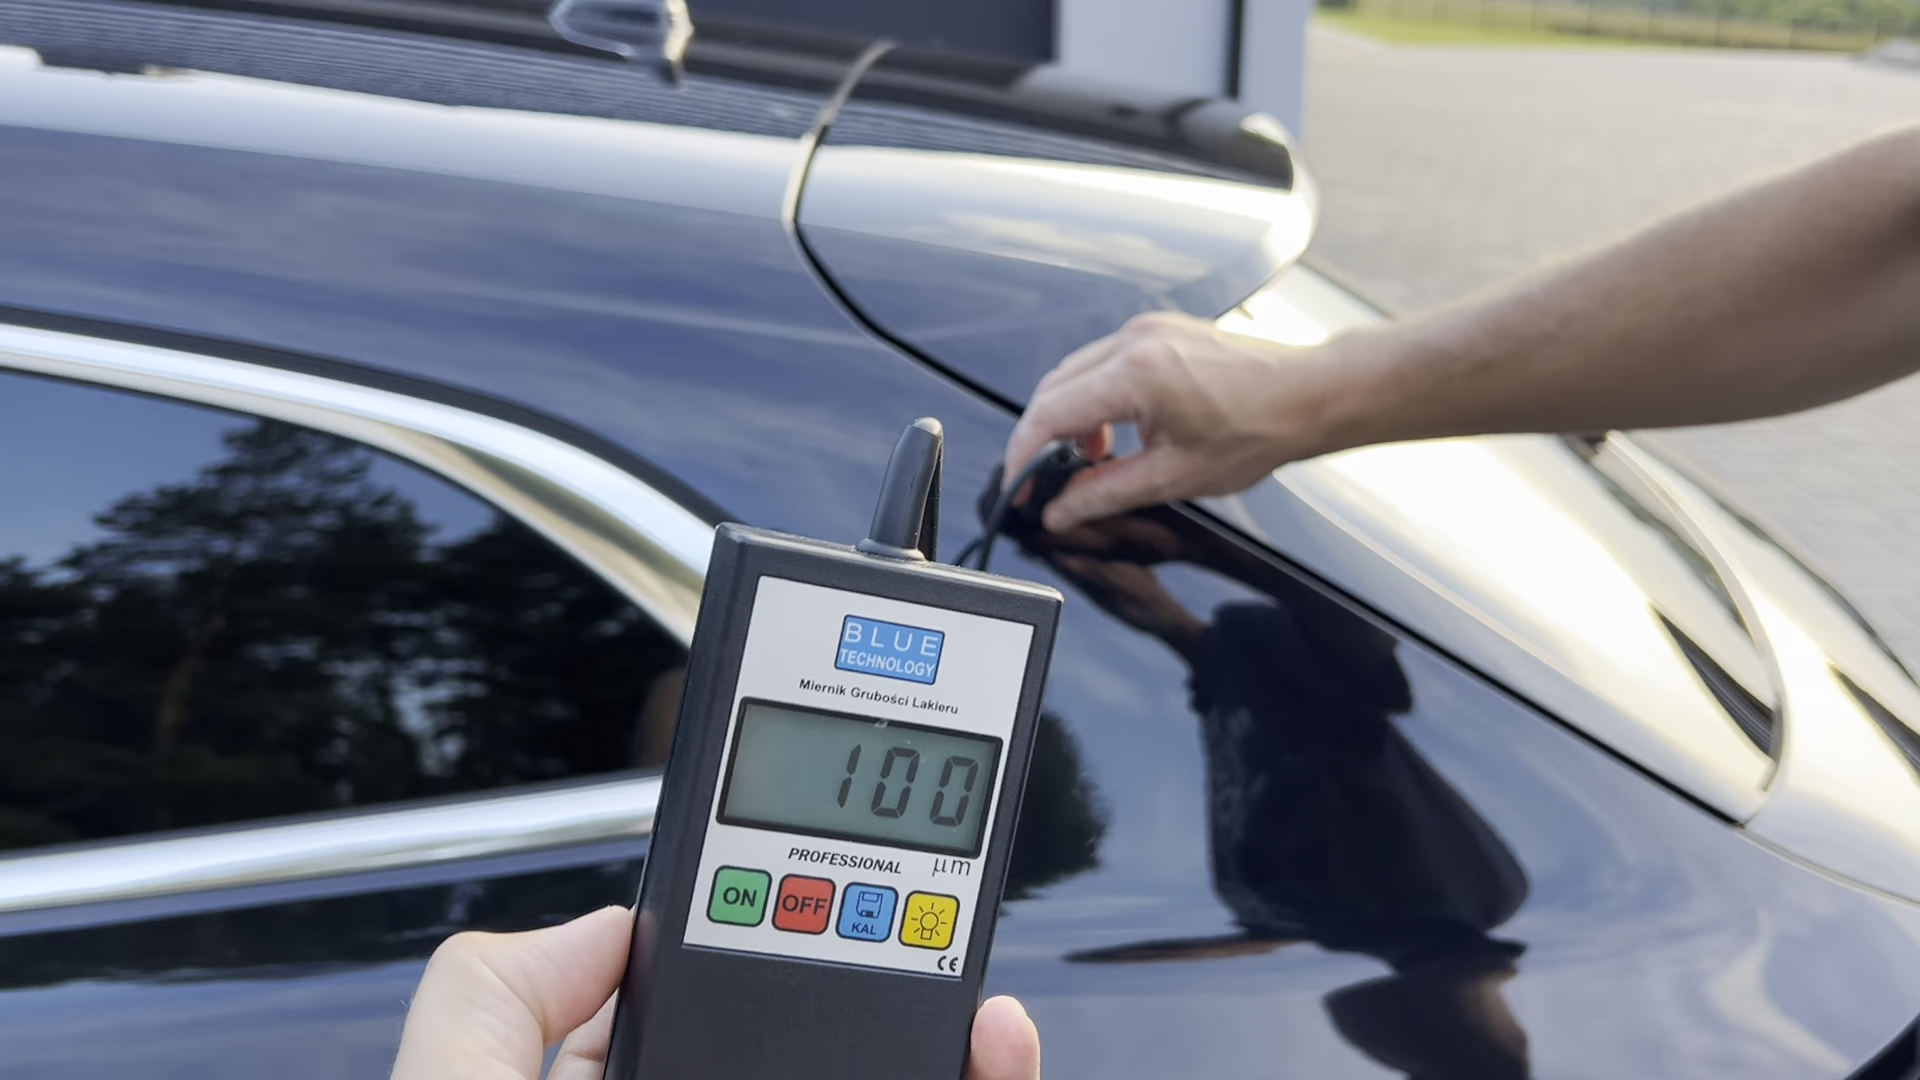 BLUE
TECHNOLOGY
Miernik Grubości Lakieru
100
PROFESSIONAL μm
ON OFF KAL
CE